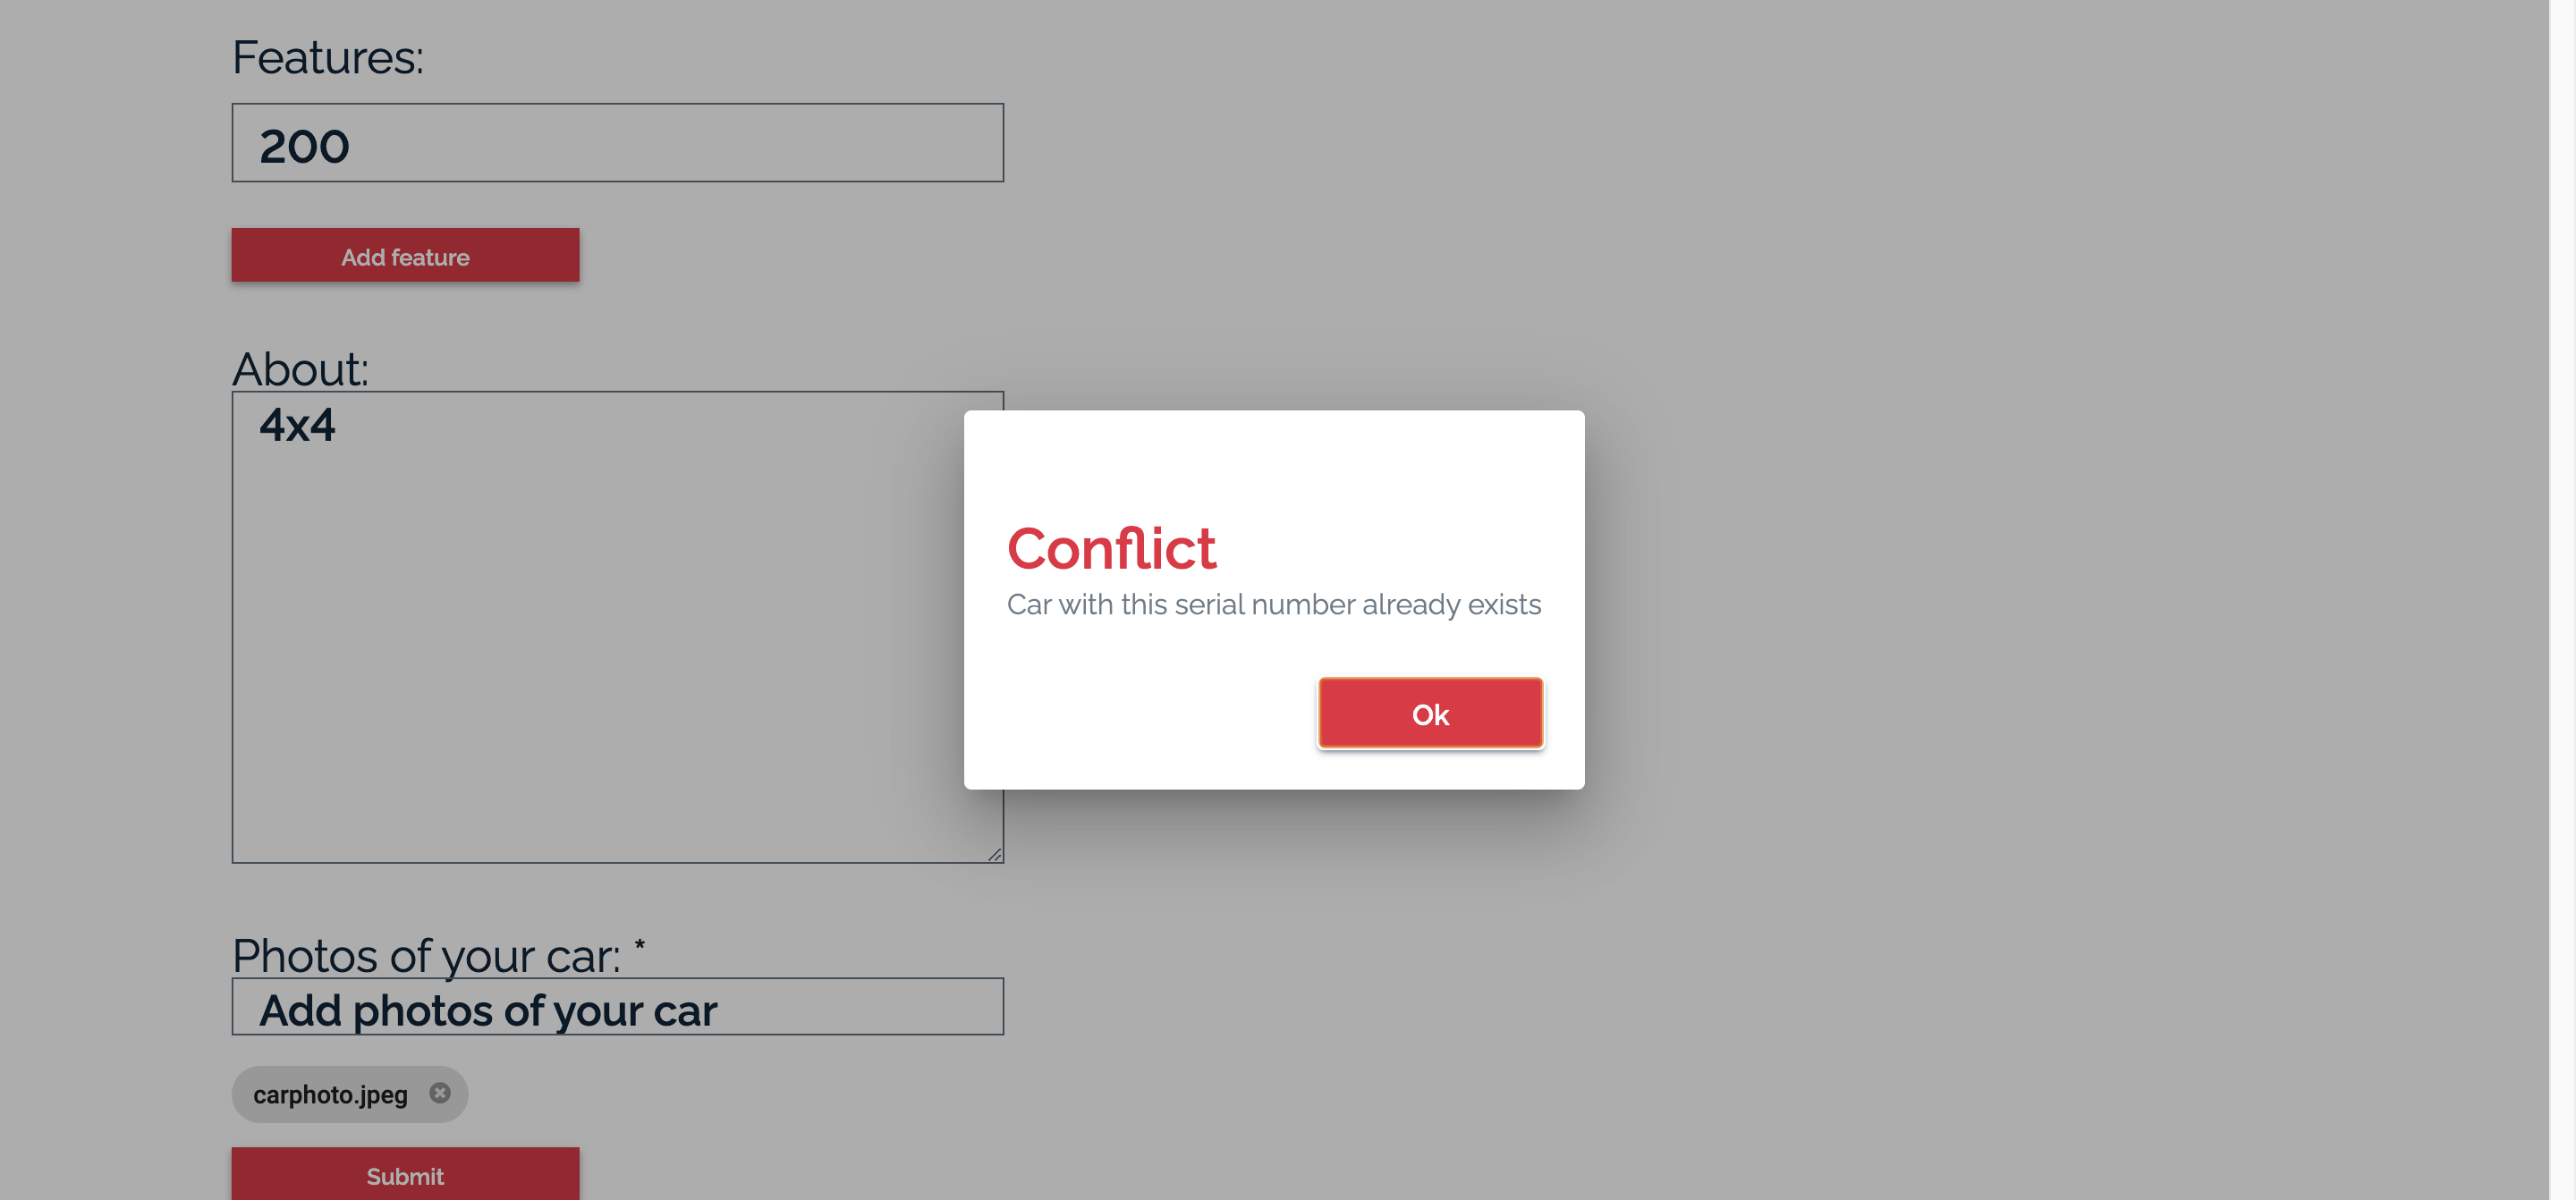 Features:
200
Add feature
About:
4x4
Conflict
Car with this serial number already exists
Ok
Photos of your car: *
Add photos of your car
carphoto.jpeg
Submit